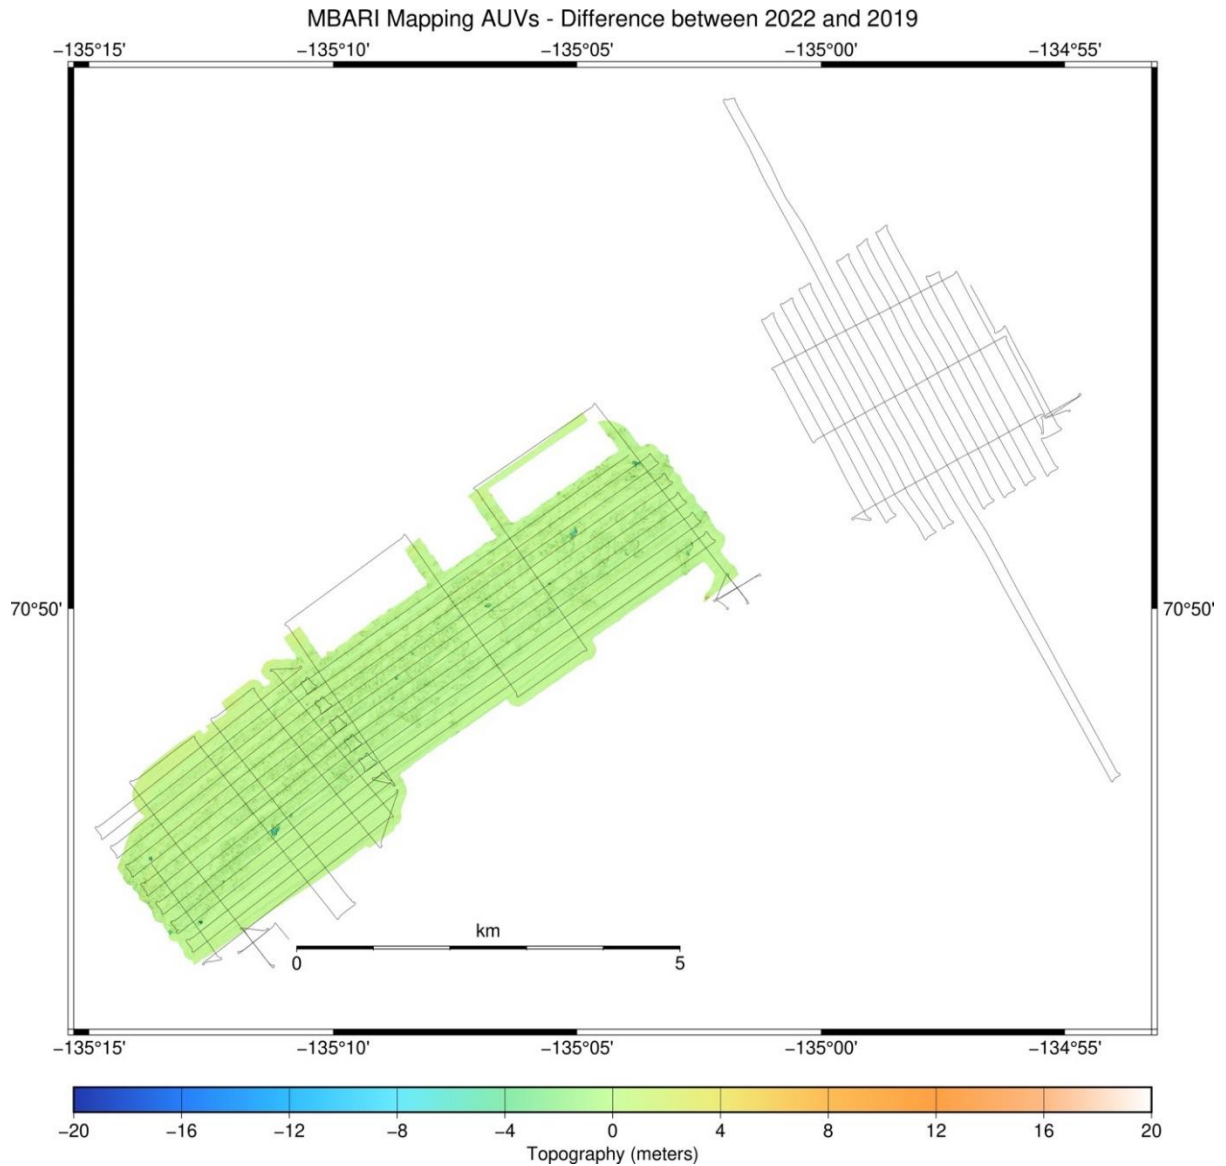 MBARI Mapping AUVs - Difference between 2022 and 2019
−135°15' −135°10' −135°05' −135°00' −134°55'
70°50' 70°50'
km
0 5
−135°15' −135°10' −135°05' −135°00' −134°55'
−20 −16 −12 −8 −4 0 4 8 12 16 20
Topography (meters)